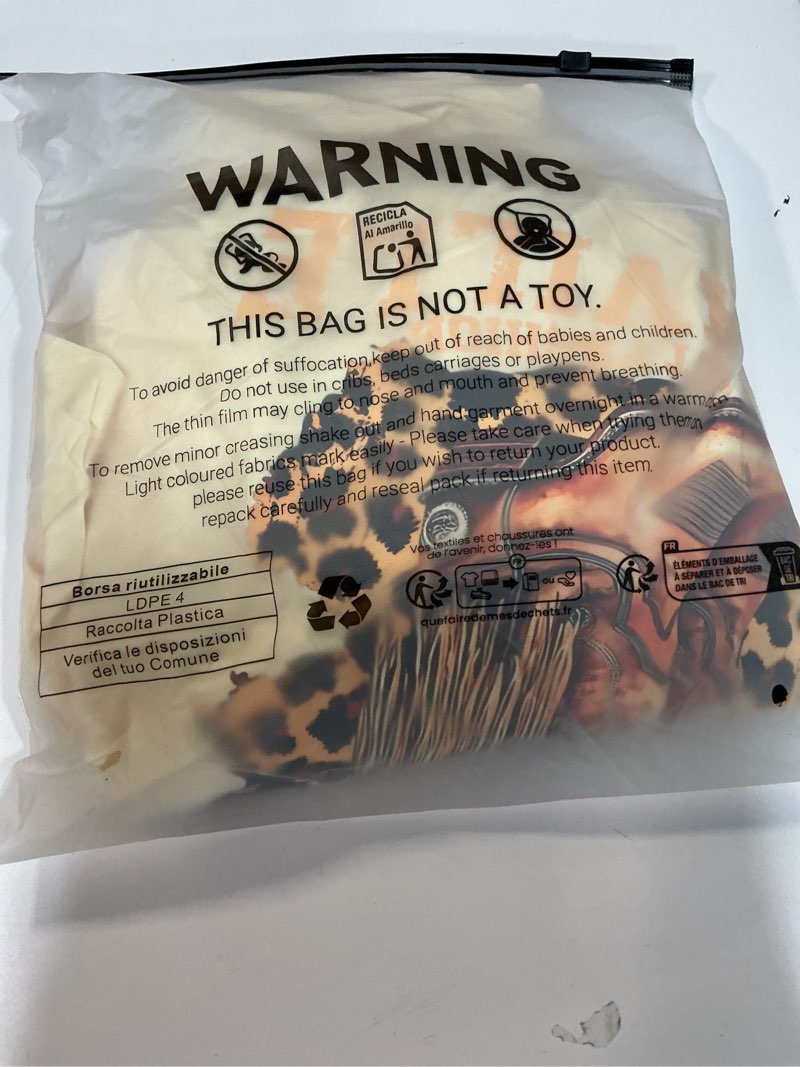 WARNING
RECICLA
Al Amarillo
THIS BAG IS NOT A TOY.
To avoid danger of suffocation,keep out of reach of babies and children.
Do not use in cribs, beds carriages or playpens.
The thin film may cling to nose and mouth and prevent breathing.
To remove minor creasing shake out and hand garment overnight in a warm
Light coloured fabrics mark easily - Please take care when trying them
please reuse this bag if you wish to return your product.
repack carefully and reseal pack if returning this item.
Vos textiles et chaussures ont
de l'avenir, donnez-les !
ou
quefairedemesdechets.fr
FR
ÉLÉMENTS D'EMBALLAGE
À SÉPARER ET À DÉPOSER
DANS LE BAC DE TRI
BAC
DE
TRI
Borsa riutilizzabile
LDPE 4
Raccolta Plastica
Verifica le disposizioni
del tuo Comune